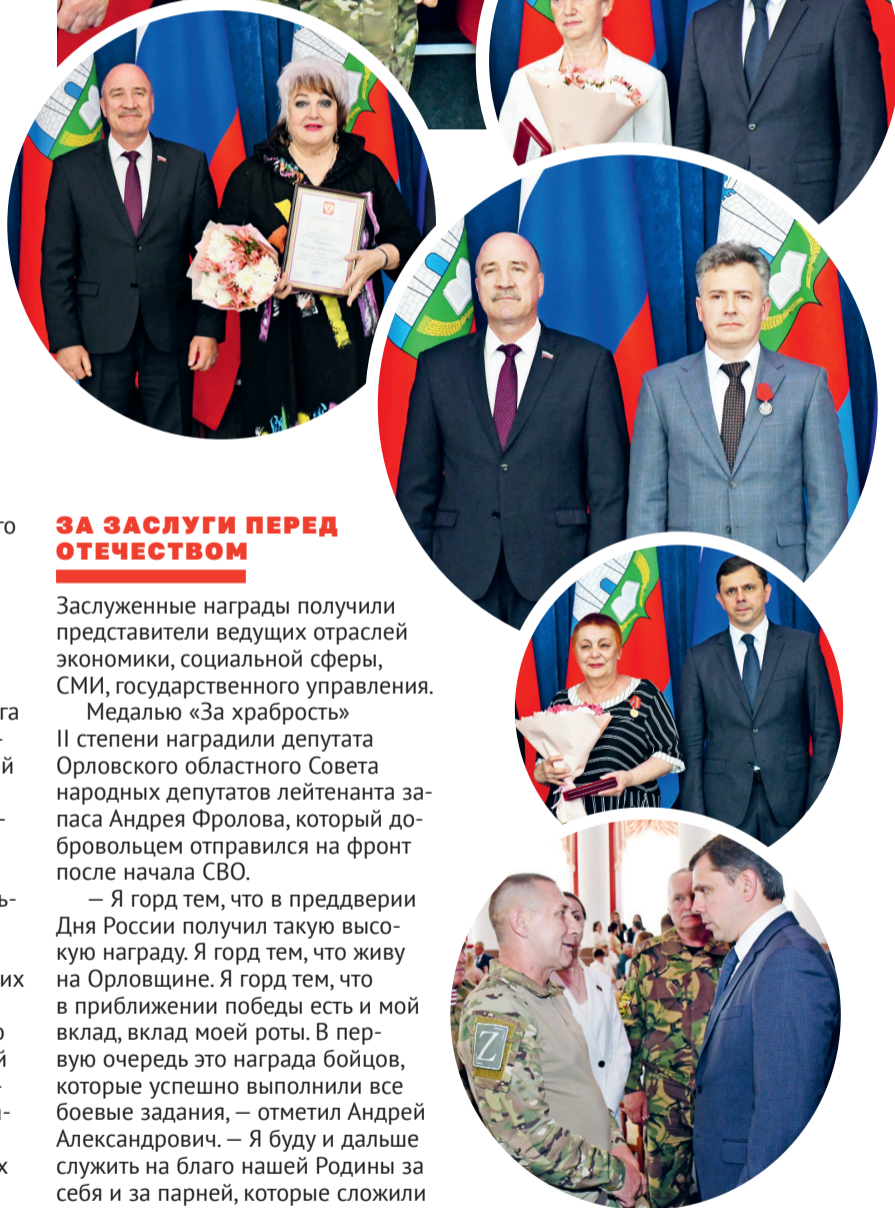 го
га
-
й
-
ь-
их
о
й
-
а-
х
ЗА ЗАСЛУГИ ПЕРЕД
ОТЕЧЕСТВОМ
Заслуженные награды получили
представители ведущих отраслей
экономики, социальной сферы,
СМИ, государственного управления.
Медалью «За храбрость»
II степени наградили депутата
Орловского областного Совета
народных депутатов лейтенанта за-
паса Андрея Фролова, который до-
бровольцем отправился на фронт
после начала СВО.
— Я горд тем, что в преддверии
Дня России получил такую высо-
кую награду. Я горд тем, что живу
на Орловщине. Я горд тем, что
в приближении победы есть и мой
вклад, вклад моей роты. В пер-
вую очередь это награда бойцов,
которые успешно выполнили все
боевые задания, — отметил Андрей
Александрович. — Я буду и дальше
служить на благо нашей Родины за
себя и за парней, которые сложили
Z